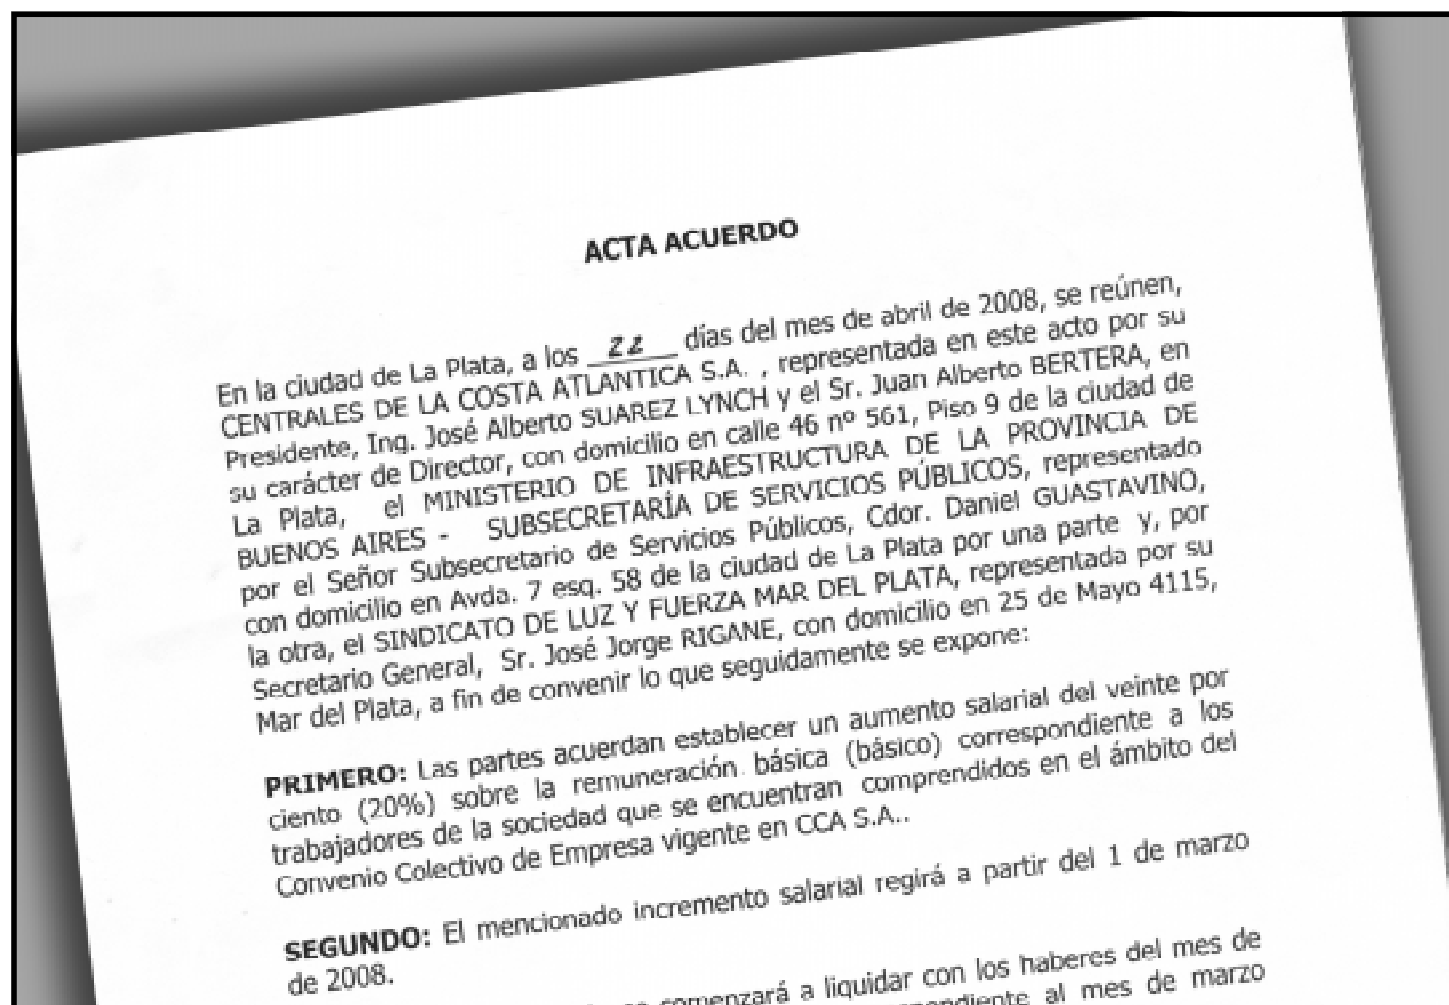 ACTA ACUERDO
En la ciudad de La Plata, a los 22 días del mes de abril de 2008, se reúnen,
CENTRALES DE LA COSTA ATLANTICA S.A. , representada en este acto por su
Presidente, Ing. José Alberto SUAREZ LYNCH y el Sr. Juan Alberto BERTERA, en
su carácter de Director, con domicilio en calle 46 nº 561, Piso 9 de la ciudad de
La Plata, el MINISTERIO DE INFRAESTRUCTURA DE LA PROVINCIA DE
BUENOS AIRES - SUBSECRETARÍA DE SERVICIOS PÚBLICOS, representado
por el Señor Subsecretario de Servicios Públicos, Cdor. Daniel GUASTAVINO,
con domicilio en Avda. 7 esq. 58 de la ciudad de La Plata por una parte y, por
la otra, el SINDICATO DE LUZ Y FUERZA MAR DEL PLATA, representada por su
Secretario General, Sr. José Jorge RIGANE, con domicilio en 25 de Mayo 4115,
Mar del Plata, a fin de convenir lo que seguidamente se expone:
PRIMERO: Las partes acuerdan establecer un aumento salarial del veinte por
ciento (20%) sobre la remuneración básica (básico) correspondiente a los
trabajadores de la sociedad que se encuentran comprendidos en el ámbito del
Convenio Colectivo de Empresa vigente en CCA S.A..
SEGUNDO: El mencionado incremento salarial regirá a partir del 1 de marzo
de 2008.
comenzará a liquidar con los haberes del mes de
al mes de marzo